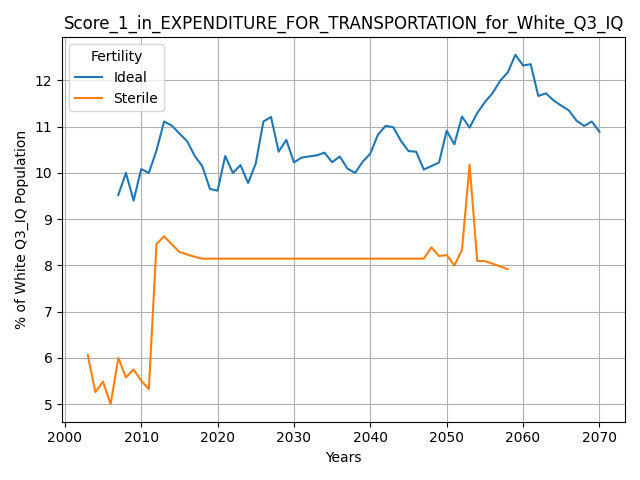 Score_1_in_EXPENDITURE_FOR_TRANSPORTATION_for_White_Q3_IQ
Fertility
Ideal
Sterile
% of White Q3_IQ Population
12
11
10
9
8
7
6
5
2000 2010 2020 2030 2040 2050 2060 2070
Years